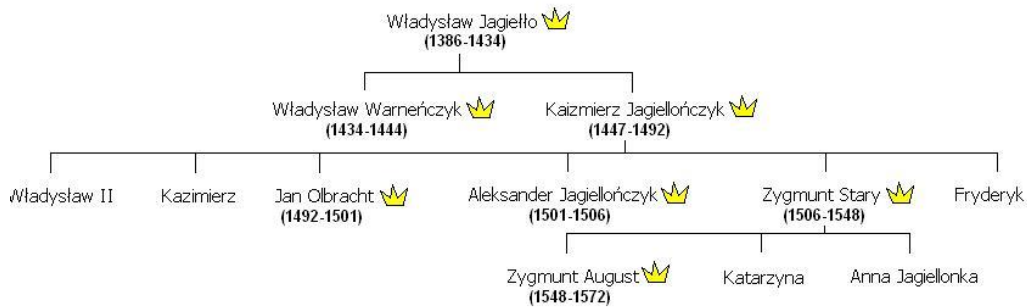 Władysław Jagiełło
(1386-1434)
Władysław Warneńczyk
(1434-1444)
Kaizmierz Jagiellończyk
(1447-1492)
Władysław II
Kazimierz
Jan Olbracht
(1492-1501)
Aleksander Jagiellończyk
(1501-1506)
Zygmunt Stary
(1506-1548)
Fryderyk
Zygmunt August
(1548-1572)
Katarzyna
Anna Jagiellonka